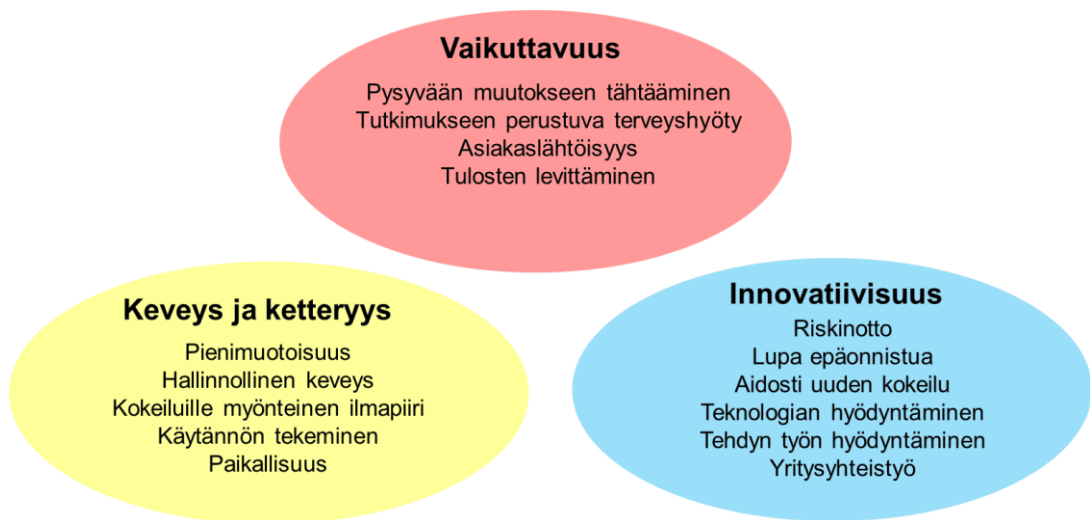 Vaikuttavuus
Pysyvään muutokseen tähtääminen
Tutkimukseen perustuva terveyshyöty
Asiakaslähtöisyys
Tulosten levittäminen
Keveys ja ketteryys
Pienimuotoisuus
Hallinnollinen keveys
Kokeiluille myönteinen ilmapiiri
Käytännön tekeminen
Paikallisuus
Innovatiivisuus
Riskinotto
Lupa epäonnistua
Aidosti uuden kokeilu
Teknologian hyödyntäminen
Tehdyn työn hyödyntäminen
Yritysyhteistyö